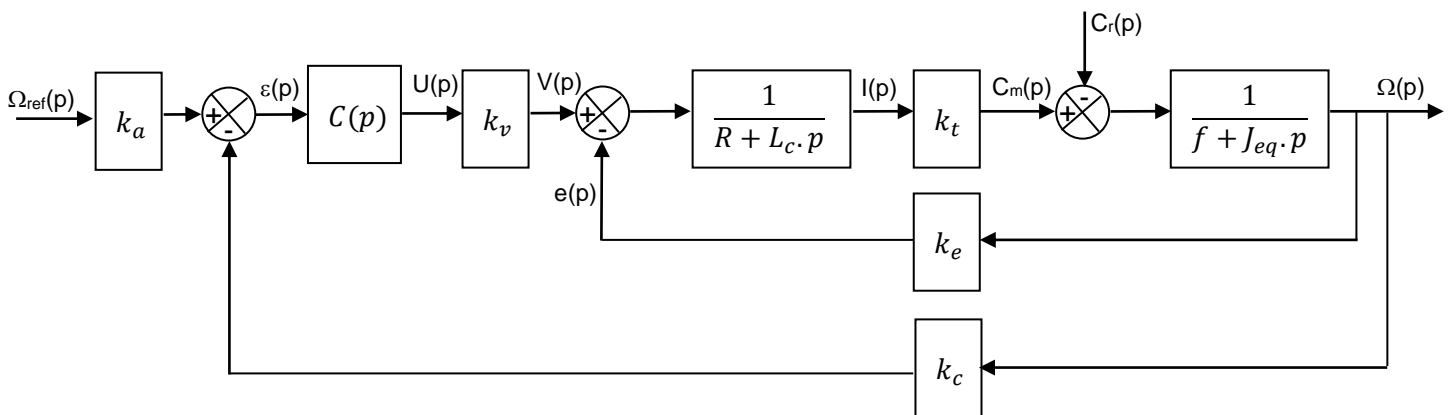 Ωref(p)
ka
+
-
ε(p)
C(p)
U(p)
kv
V(p)
+
-
e(p)
1
R + Lc. p
I(p)
kt
Cm(p)
Cr(p)
-
+
1
f + Jeq. p
Ω(p)
ke
kc